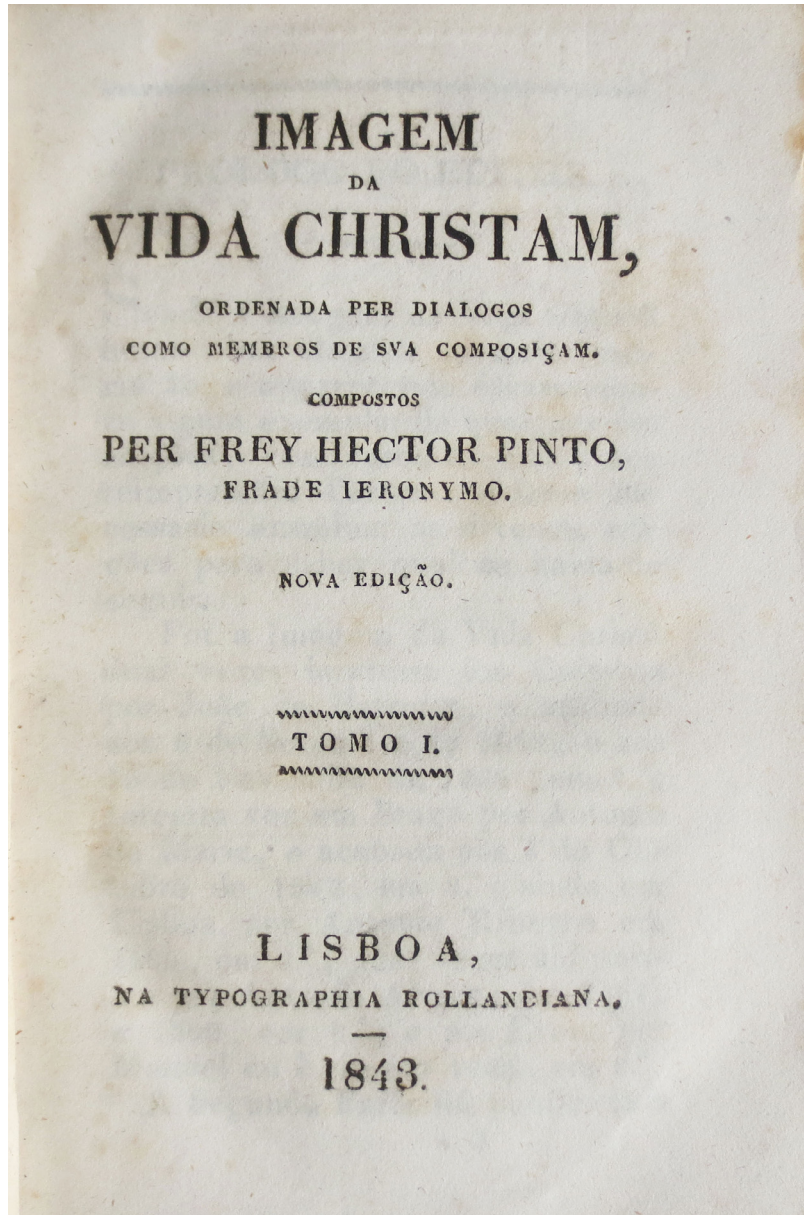 IMAGEM
DA
VIDA CHRISTAM,
ORDENADA PER DIALOGOS
COMO MEMBROS DE SVA COMPOSIÇAM.
COMPOSTOS
PER FREY HECTOR PINTO,
FRADE IERONYMO.
NOVA EDIÇÃO.
TOMO I.
LISBOA,
NA TYPOGRAPHIA ROLLANDIANA.
1843.